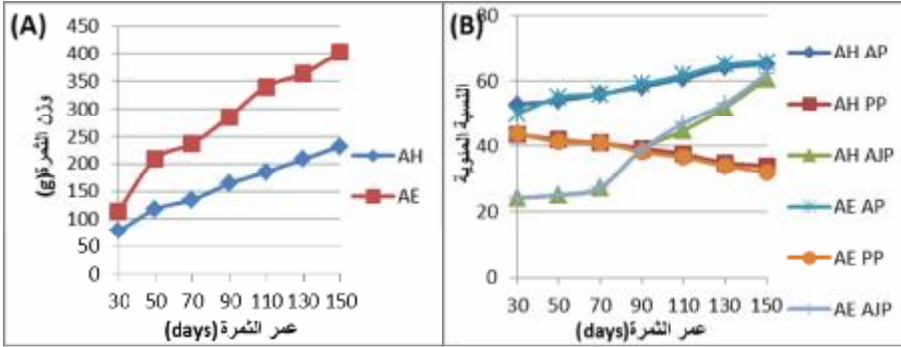 (A)
وزن الثمرة(g)
450
400
350
300
250
200
150
100
50
0
30 50 70 90 110 130 150
عمر الثمرة(days)
AH
AE
(B)
النسبة المئوية
80
60
40
20
0
30 50 70 90 110 130 150
عمر الثمرة(days)
AH AP
AH PP
AH AJP
AE AP
AE PP
AE AJP